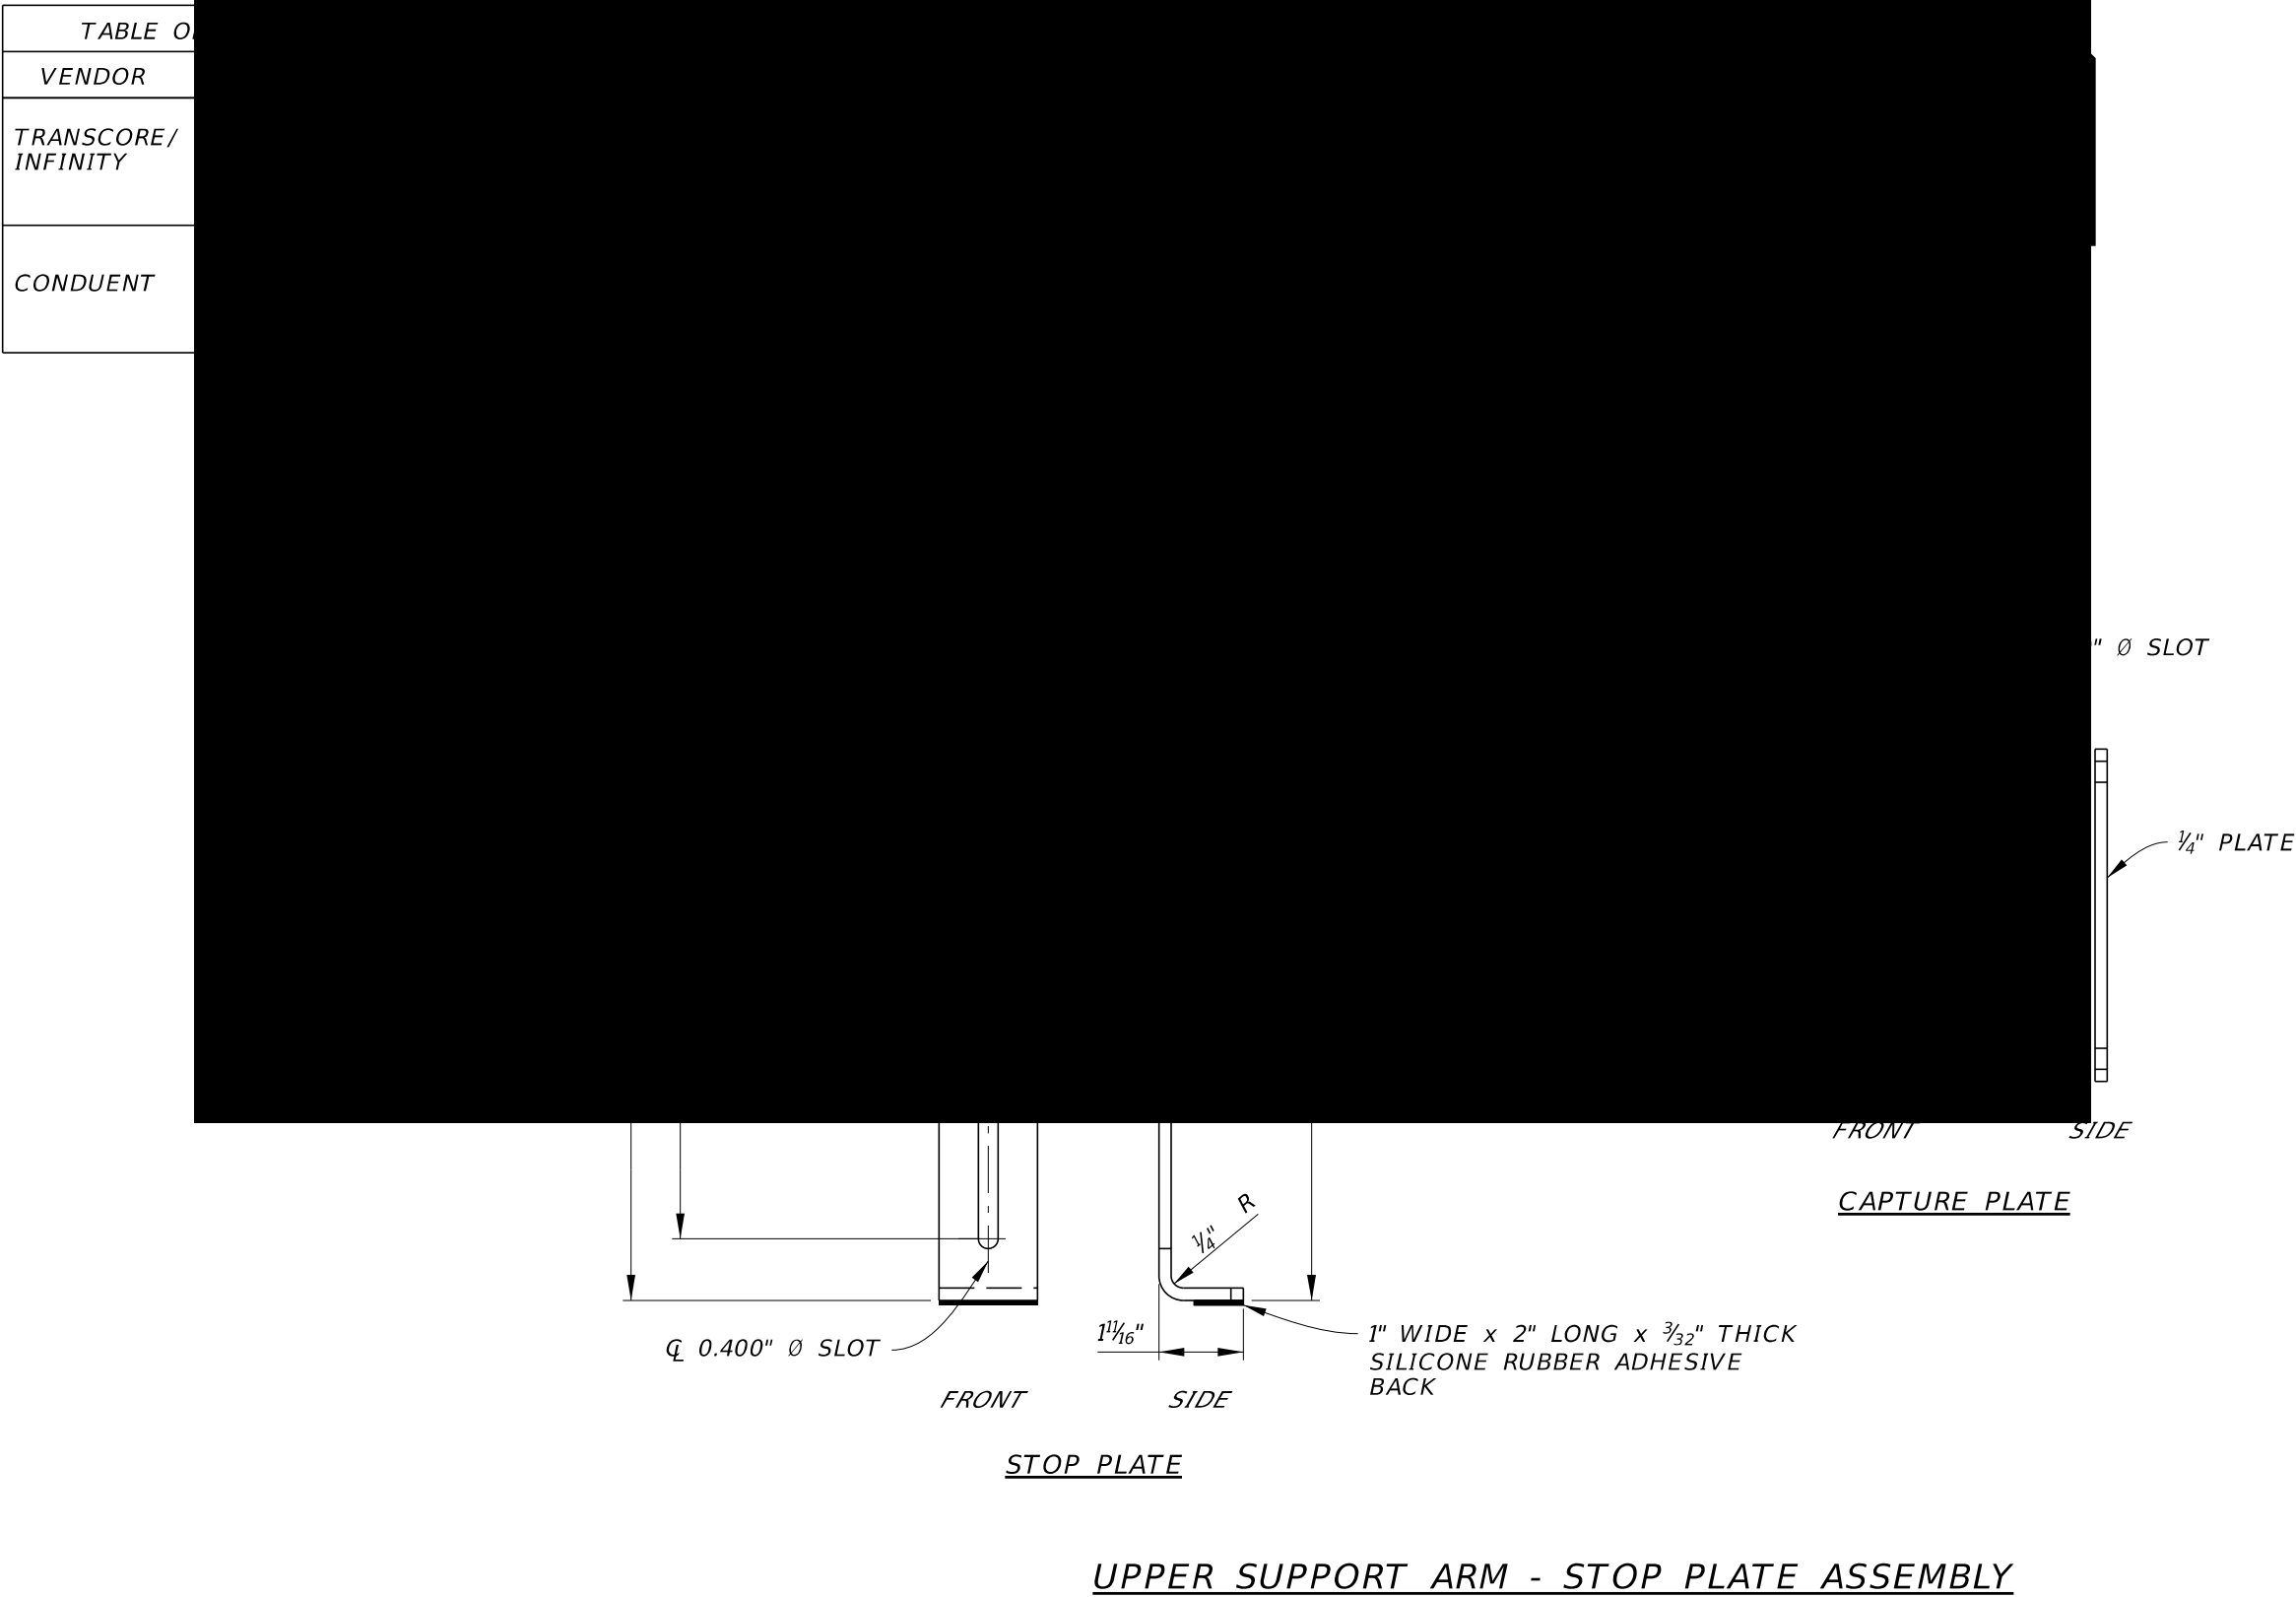 TABLE
VENDOR
TRANSCORE/
INFINITY
CONDUENT
" Ø SLOT
1/4" PLATE
FRONT SIDE
CAPTURE PLATE
1/4" R
1 11/16"
℄ 0.400" Ø SLOT
1" WIDE x 2" LONG x 3/32" THICK
SILICONE RUBBER ADHESIVE
BACK
FRONT SIDE
STOP PLATE
UPPER SUPPORT ARM - STOP PLATE ASSEMBLY